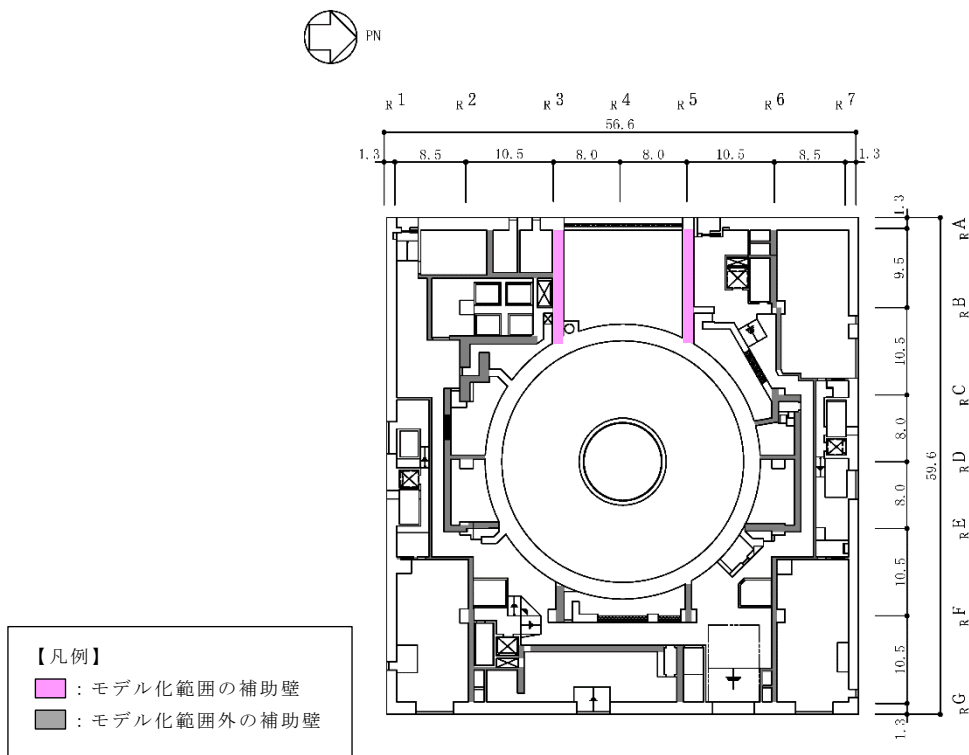 PN
R1 R2 R3 R4 R5 R6 R7
56.6
1.3 8.5 10.5 8.0 8.0 10.5 8.5 1.3
1.3
RA
9.5
RB
10.5
RC
8.0
RD
59.6
8.0
RE
10.5
RF
10.5
RG
1.3
【凡例】
：モデル化範囲の補助壁
：モデル化範囲外の補助壁